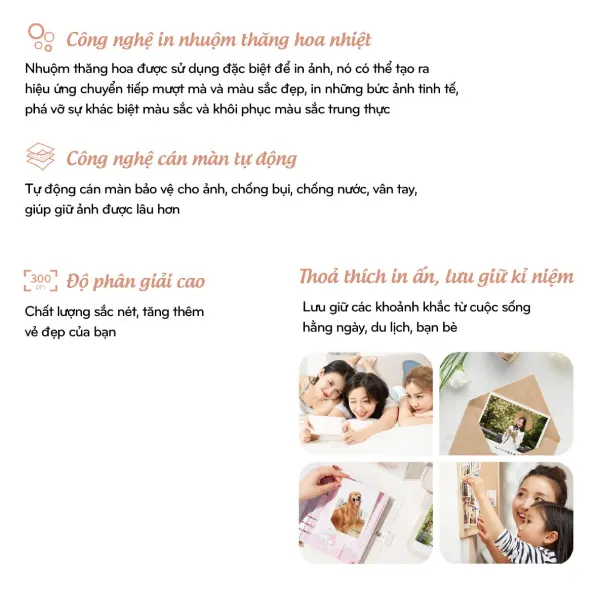 Công nghệ in nhuộm thăng hoa nhiệt
Nhuộm thăng hoa được sử dụng đặc biệt để in ảnh, nó có thể tạo ra
hiệu ứng chuyển tiếp mượt mà và màu sắc đẹp, in những bức ảnh tinh tế,
phá vỡ sự khác biệt màu sắc và khôi phục màu sắc trung thực
Công nghệ cán màn tự động
Tự động cán màn bảo vệ cho ảnh, chống bụi, chống nước, vân tay,
giúp giữ ảnh được lâu hơn
300
Độ phân giải cao
Chất lượng sắc nét, tăng thêm
vẻ đẹp của bạn
Thoả thích in ấn, lưu giữ kỉ niệm
Lưu giữ các khoảnh khắc từ cuộc sống
hằng ngày, du lịch, bạn bè